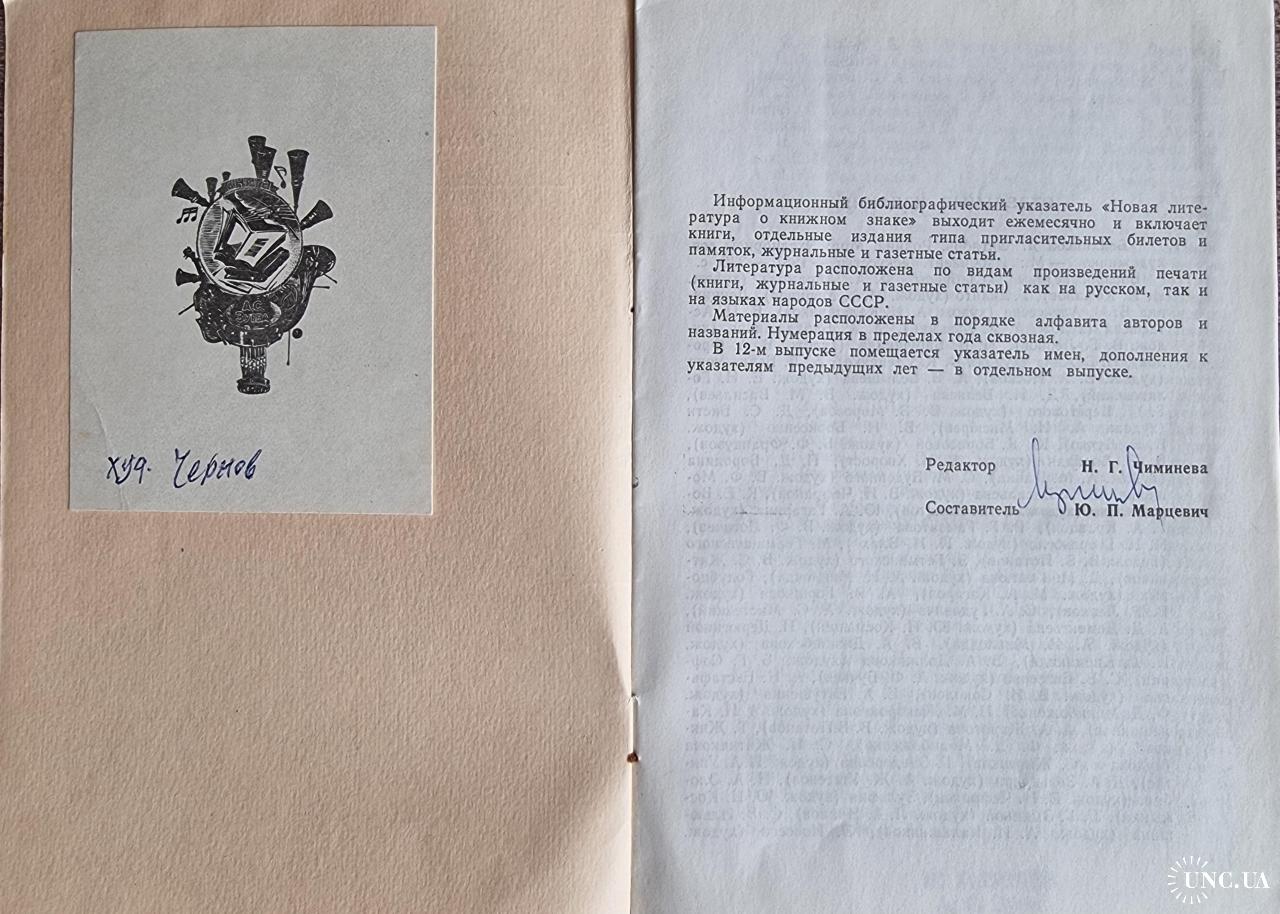 худ. Чернов
Информационный библиографический указатель «Новая лите-
ратура о книжном знаке» выходит ежемесячно и включает
книги, отдельные издания типа пригласительных билетов и
памяток, журнальные и газетные статьи.
Литература расположена по видам произведений печати
(книги, журнальные и газетные статьи) как на русском, так и
на языках народов СССР.
Материалы расположены в порядке алфавита авторов и
названий. Нумерация в пределах года сквозная.
В 12-м выпуске помещается указатель имен, дополнения к
указателям предыдущих лет — в отдельном выпуске.
Редактор Н. Г. Чиминева
Составитель Ю. П. Марцевич
UNC.UA